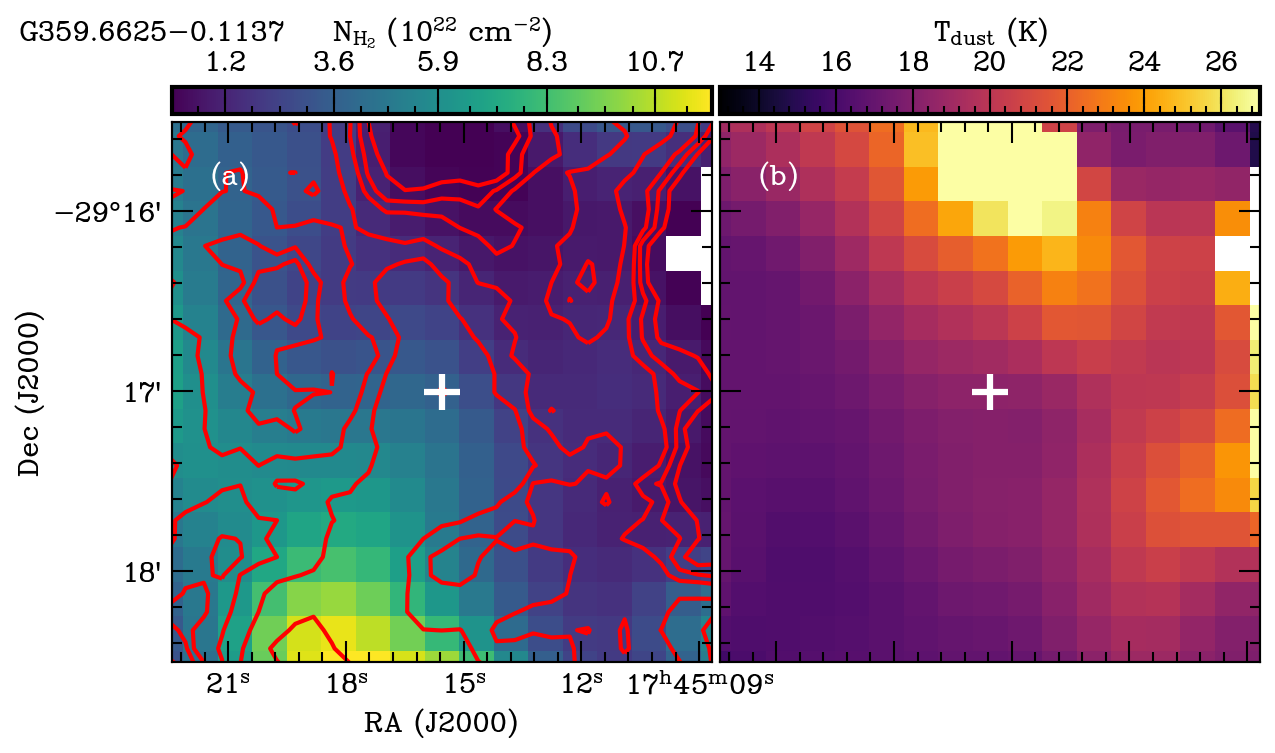 G359.6625−0.1137 N_H₂ (10²² cm⁻²) T_dust (K)
1.2 3.6 5.9 8.3 10.7 14 16 18 20 22 24 26
(a) (b)
−29°16'
17'
18'
Dec (J2000)
21ˢ 18ˢ 15ˢ 12ˢ 17ʰ45ᵐ09ˢ
RA (J2000)